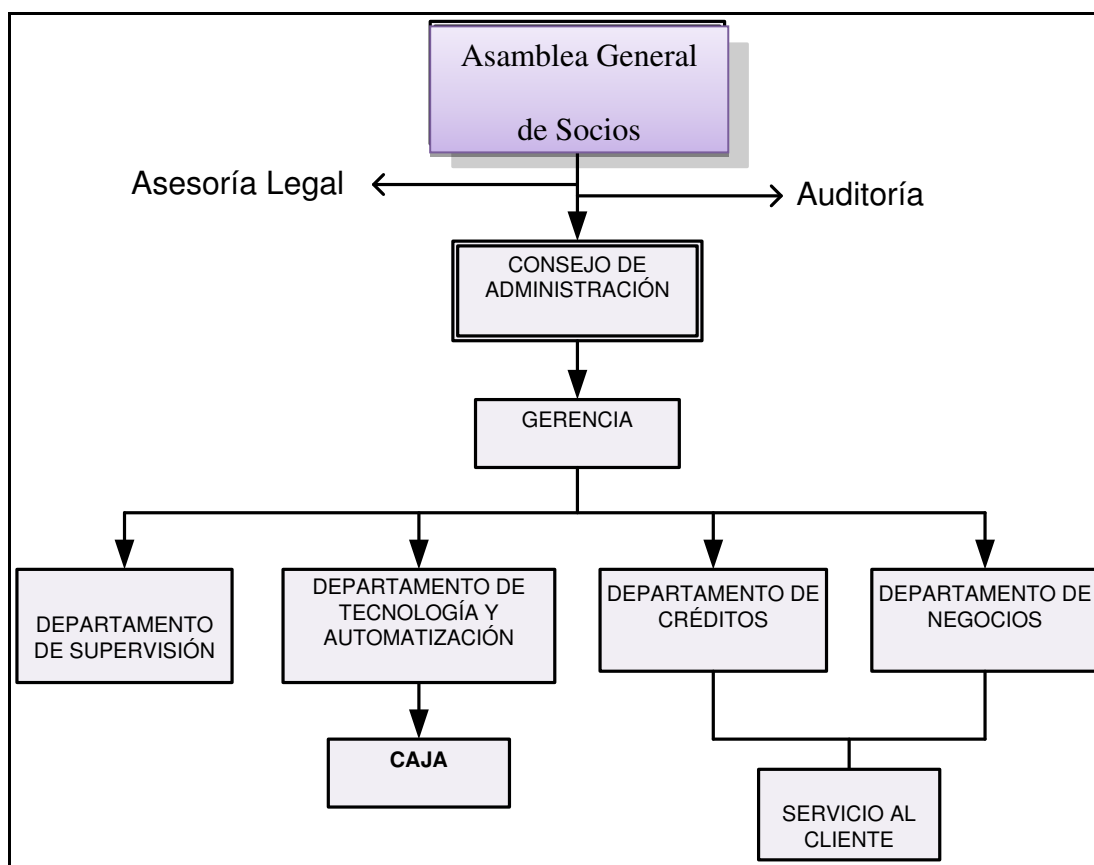 Asamblea General
de Socios
Asesoría Legal
Auditoría
CONSEJO DE
ADMINISTRACIÓN
GERENCIA
DEPARTAMENTO
DE SUPERVISIÓN
DEPARTAMENTO DE
TECNOLOGÍA Y
AUTOMATIZACIÓN
DEPARTAMENTO DE
CRÉDITOS
DEPARTAMENTO DE
NEGOCIOS
CAJA
SERVICIO AL
CLIENTE